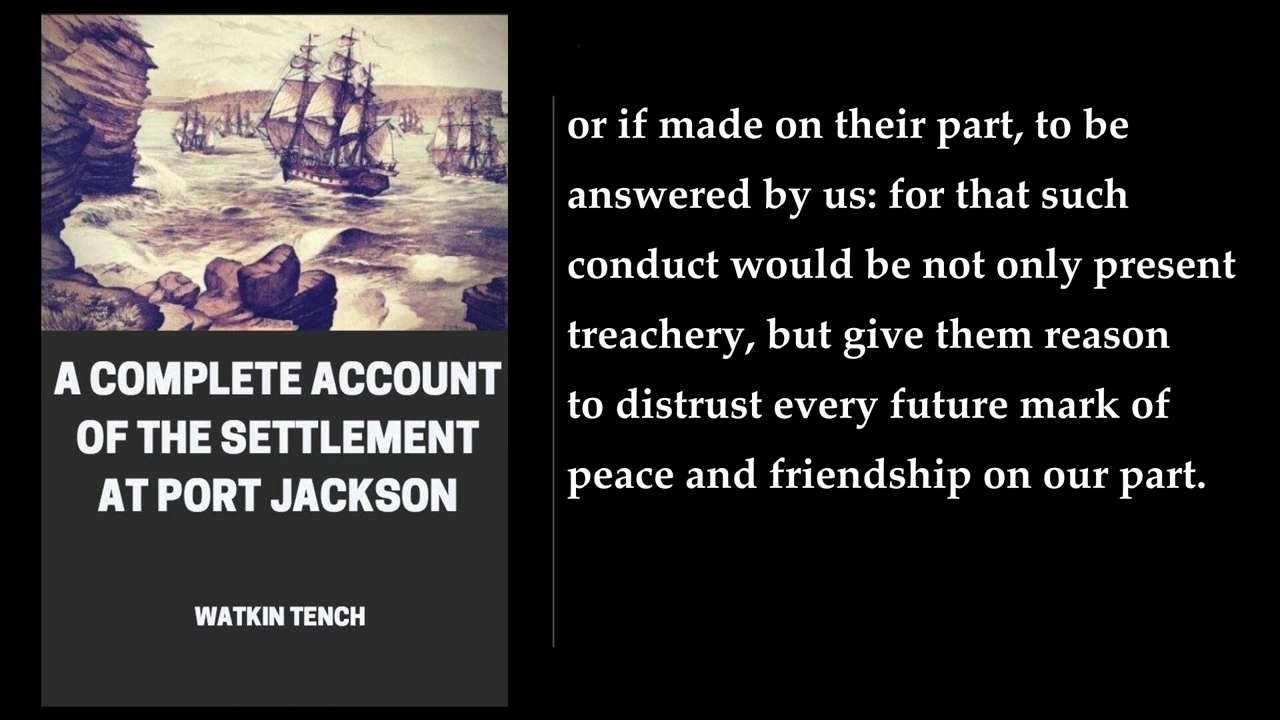 A COMPLETE ACCOUNT
OF THE SETTLEMENT
AT PORT JACKSON
WATKIN TENCH
or if made on their part, to be
answered by us: for that such
conduct would be not only present
treachery, but give them reason
to distrust every future mark of
peace and friendship on our part.